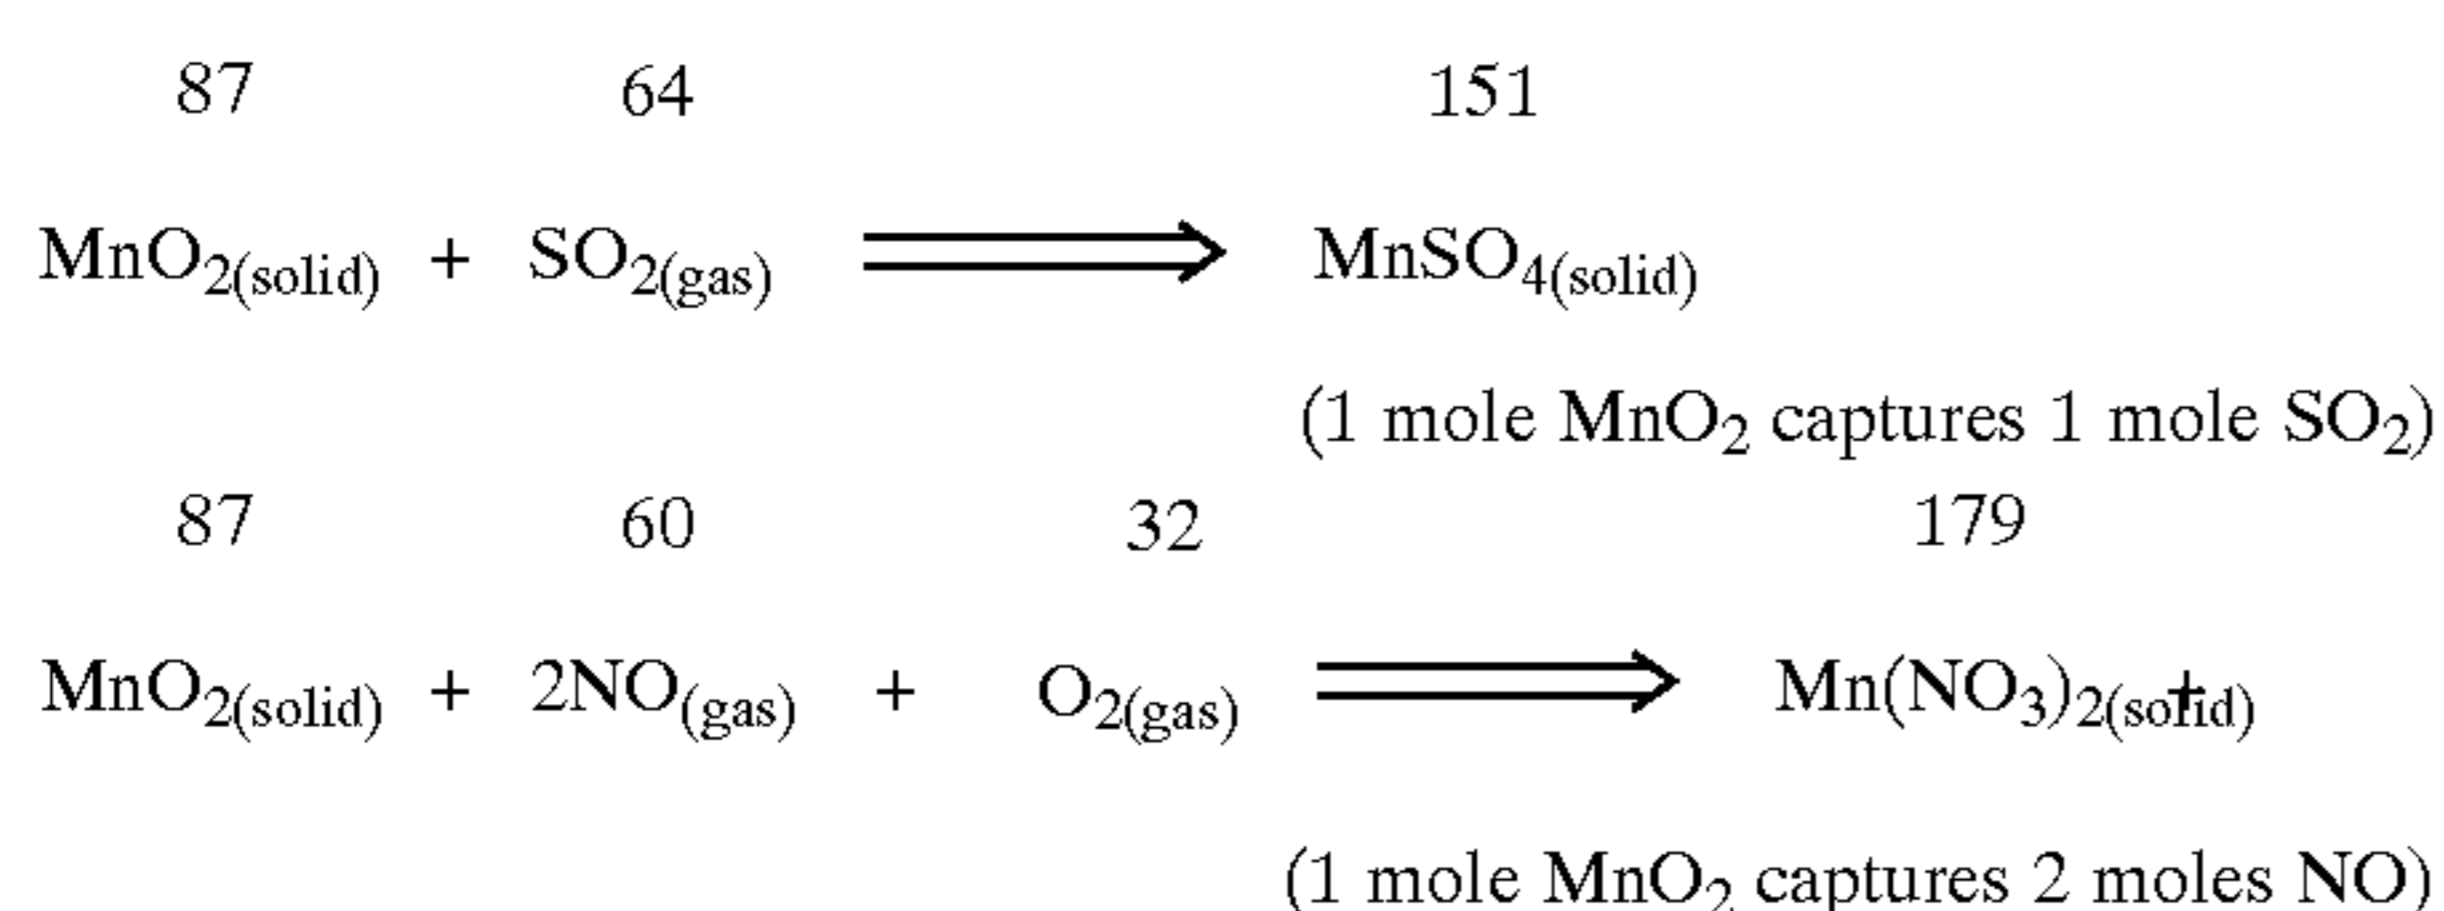 87 64 151
MnO₂(solid) + SO₂(gas) ⟹ MnSO₄(solid)
(1 mole MnO₂ captures 1 mole SO₂)
87 60 32 179
MnO₂(solid) + 2NO(gas) + O₂(gas) ⟹ Mn(NO₃)₂(solid) +
(1 mole MnO₂ captures 2 moles NO)